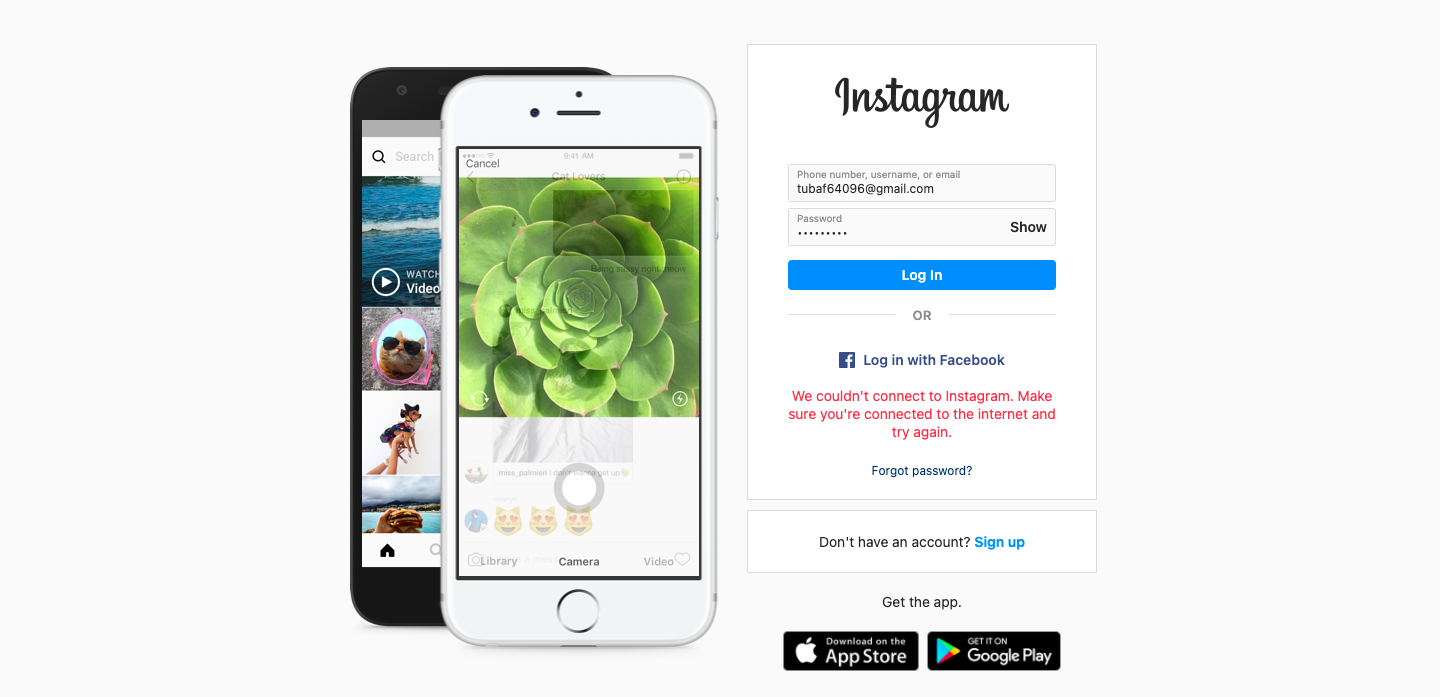 Instagram
Search
WATCH
Video
9:41 AM
Cancel
Cat Lovers
Being sassy right meow
miss_palmieri
miss_palmieri I don't wanna get up
Library
Camera
Video
Phone number, username, or email
tubaf64096@gmail.com
Password
•••••••••
Show
Log In
OR
Log in with Facebook
We couldn't connect to Instagram. Make
sure you're connected to the internet and
try again.
Forgot password?
Don't have an account? Sign up
Get the app.
Download on the
App Store
GET IT ON
Google Play